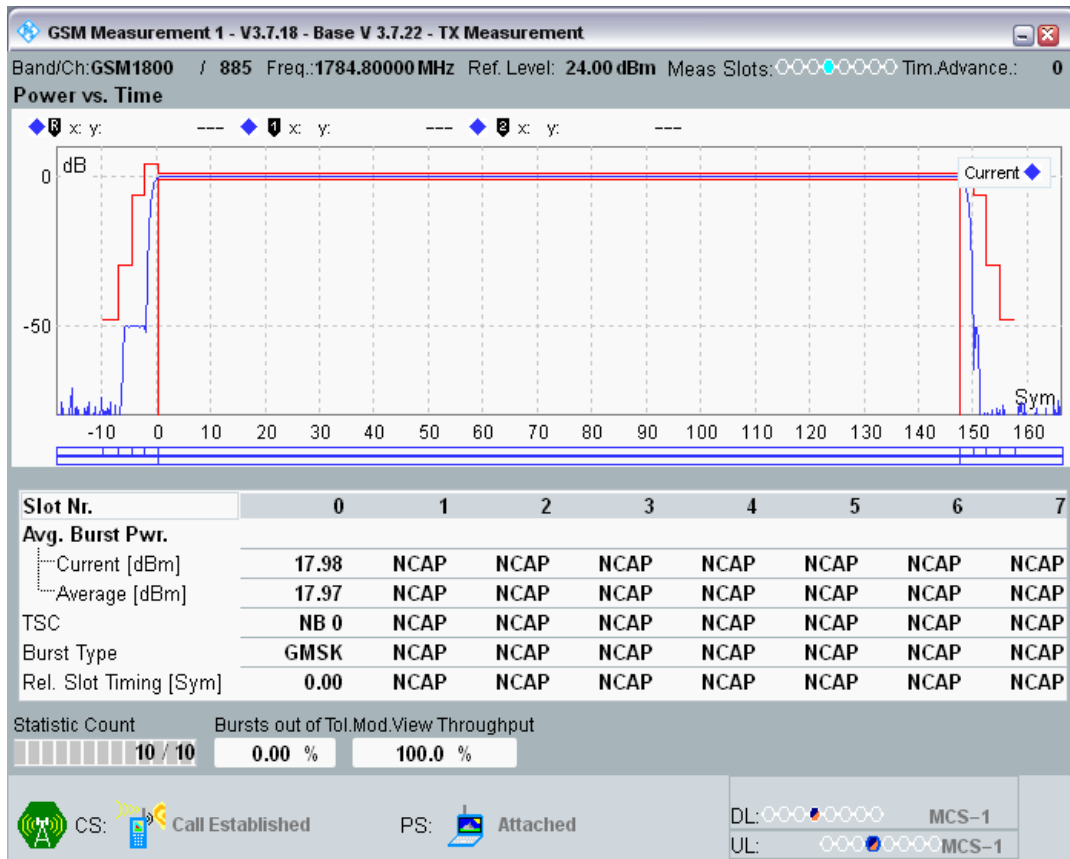 GSM Measurement 1 - V3.7.18 - Base V 3.7.22 - TX Measurement
Band/Ch:GSM1800 / 885 Freq.:1784.80000 MHz Ref. Level: 24.00 dBm Meas Slots: Tim.Advance.: 0
Power vs. Time
R x: y: --- 1 x: y: --- 2 x: y: ---
dB
Current
0
-50
Sym
-10 0 10 20 30 40 50 60 70 80 90 100 110 120 130 140 150 160
Slot Nr. 0 1 2 3 4 5 6 7
Avg. Burst Pwr.
Current [dBm] 17.98 NCAP NCAP NCAP NCAP NCAP NCAP NCAP
Average [dBm] 17.97 NCAP NCAP NCAP NCAP NCAP NCAP NCAP
TSC NB 0 NCAP NCAP NCAP NCAP NCAP NCAP NCAP
Burst Type GMSK NCAP NCAP NCAP NCAP NCAP NCAP NCAP
Rel. Slot Timing [Sym] 0.00 NCAP NCAP NCAP NCAP NCAP NCAP NCAP
Statistic Count Bursts out of Tol.Mod.View Throughput
10 / 10 0.00 % 100.0 %
CS: Call Established PS: Attached
DL: MCS-1
UL: MCS-1